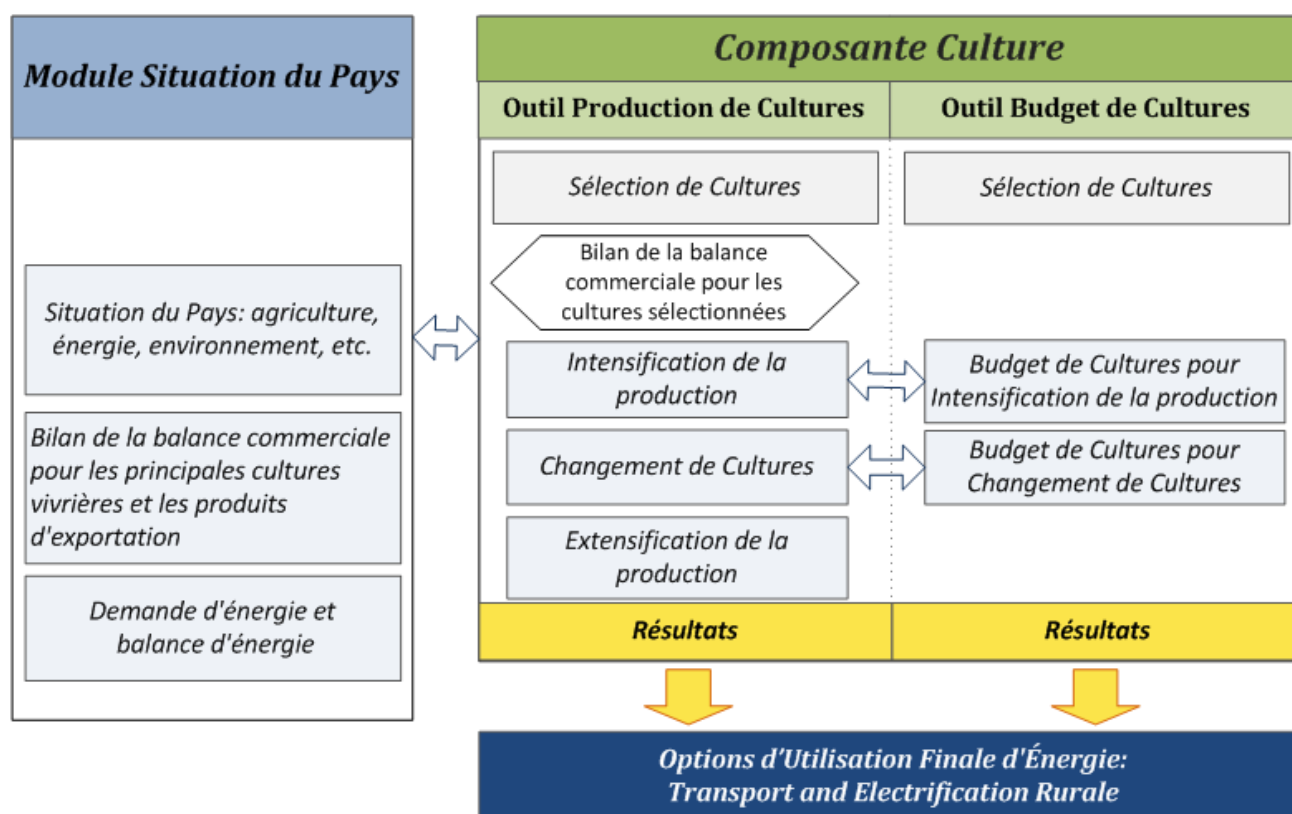 Module Situation du Pays
Situation du Pays: agriculture,
énergie, environnement, etc.
Bilan de la balance commerciale
pour les principales cultures
vivrières et les produits
d'exportation
Demande d'énergie et
balance d'énergie
Composante Culture
Outil Production de Cultures
Outil Budget de Cultures
Sélection de Cultures
Sélection de Cultures
Bilan de la balance
commerciale pour les
cultures sélectionnées
Intensification de la
production
Budget de Cultures pour
Intensification de la production
Changement de Cultures
Budget de Cultures pour
Changement de Cultures
Extensification de la
production
Résultats
Résultats
Options d'Utilisation Finale d'Énergie:
Transport and Electrification Rurale